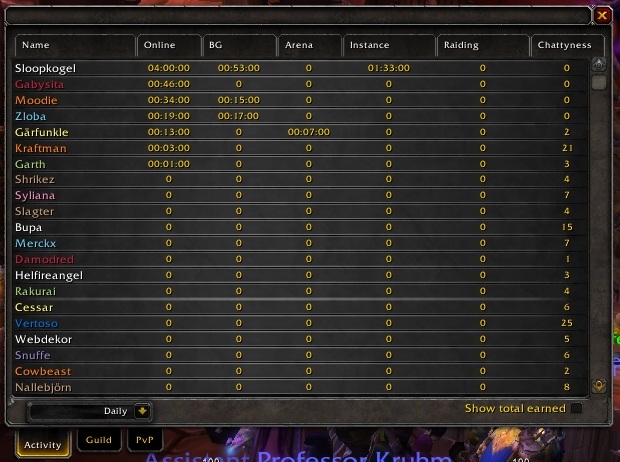 Name Online BG Arena Instance Raiding Chattyness
Sloopkogel 04:00:00 00:53:00 0 01:33:00 0 0
Gabysita 00:46:00 0 0 0 0 0
Moodie 00:34:00 00:15:00 0 0 0 0
Zloba 00:19:00 00:17:00 0 0 0 0
Gârfunkle 00:13:00 0 00:07:00 0 0 2
Kraftman 00:03:00 0 0 0 0 21
Garth 00:01:00 0 0 0 0 3
Shrikez 0 0 0 0 0 4
Syliana 0 0 0 0 0 7
Slagter 0 0 0 0 0 4
Bupa 0 0 0 0 0 15
Merckx 0 0 0 0 0 7
Damodred 0 0 0 0 0 1
Helfireangel 0 0 0 0 0 3
Rakurai 0 0 0 0 0 4
Cessar 0 0 0 0 0 6
Vertoso 0 0 0 0 0 25
Webdekor 0 0 0 0 0 5
Snuffe 0 0 0 0 0 6
Cowbeast 0 0 0 0 0 2
Nallebjörn 0 0 0 0 0 8
Daily Show total earned
Activity Guild PvP
Assistant Professor Kruhm
100 100